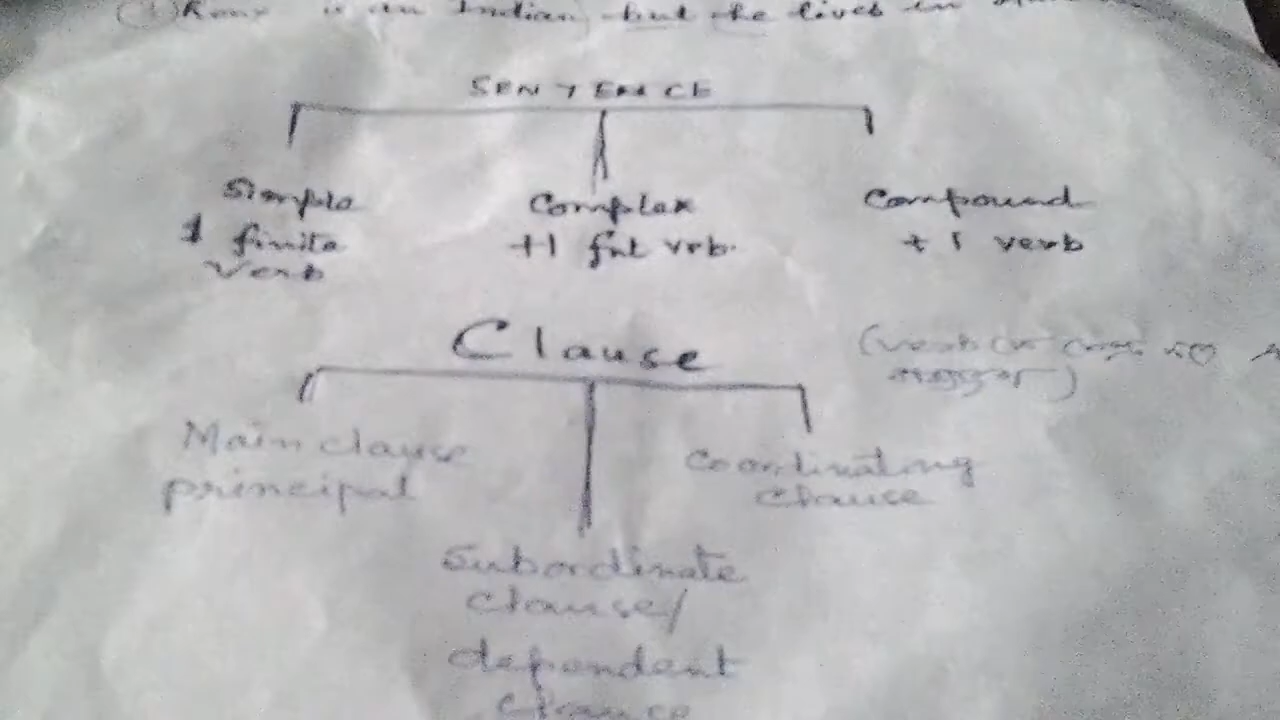 is an Indian, but he lives in
SENTENCE
Simple Complex Compound
1 finite +1 fnt vrb. +1 verb
Verb
Clause
Main clause
principal
Coordinating
Clause
Subordinate
Clause/
dependent
Clause